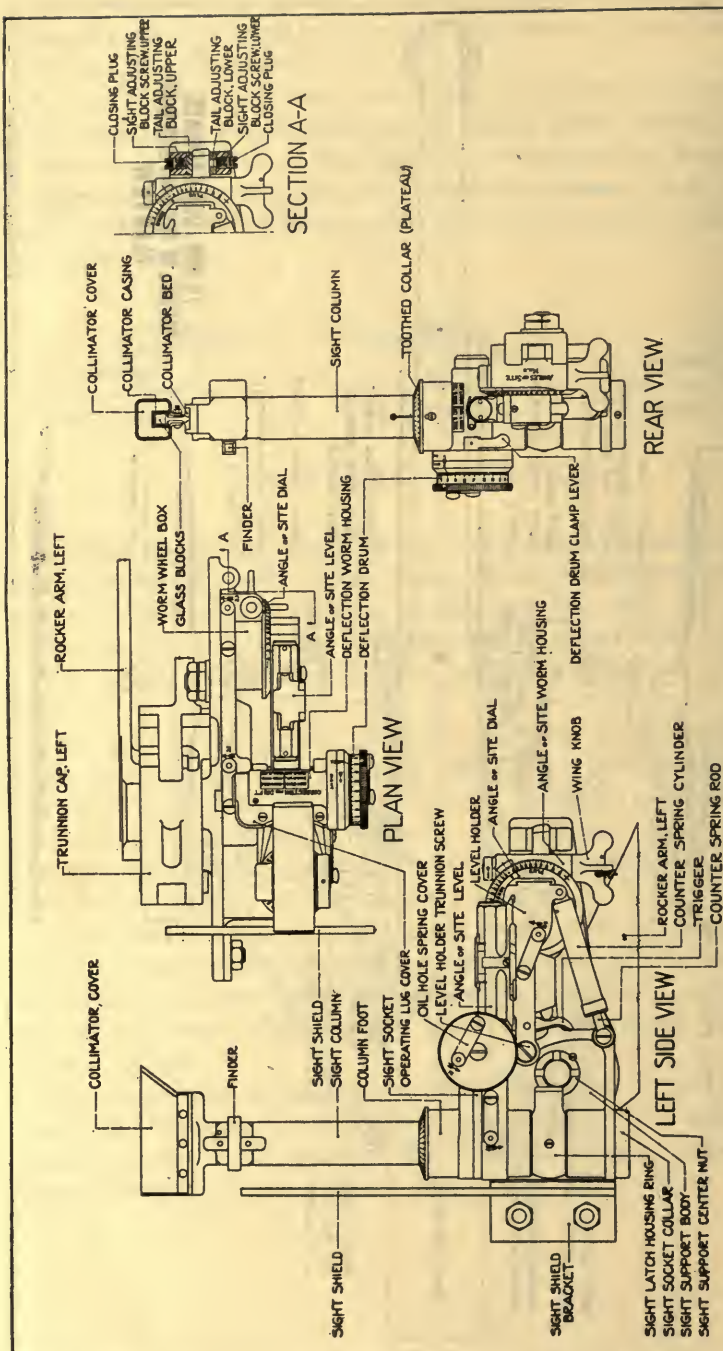 CLOSING PLUG
SIGHT ADJUSTING
BLOCK SCREW, UPPER
TAIL ADJUSTING
BLOCK, UPPER.
TAIL ADJUSTING
BLOCK, LOWER
SIGHT ADJUSTING
BLOCK SCREW, LOWER
CLOSING PLUG
SECTION A-A
COLLIMATOR COVER
COLLIMATOR CASING
COLLIMATOR BED
SIGHT COLUMN
TOOTHED COLLAR (PLATEAU)
ANGLES OF SITE
REAR VIEW.
ROCKER ARM, LEFT
TRUNNION CAP, LEFT
WORM WHEEL BOX
GLASS BLOCKS
A
FINDER
ANGLE OF SITE DIAL
A
ANGLE OF SITE LEVEL
DEFLECTION WORM HOUSING
DEFLECTION DRUM
DEFLECTION DRUM CLAMP LEVER
PLAN VIEW
COLLIMATOR, COVER
FINDER
SIGHT SHIELD
SIGHT COLUMN
COLUMN FOOT
SIGHT SOCKET
OPERATING LUG COVER
OIL HOLE SPRING COVER
LEVEL HOLDER TRUNNION SCREW
ANGLE OF SITE LEVEL
LEVEL HOLDER
ANGLE OF SITE DIAL
ANGLE OF SITE WORM HOUSING
WING KNOB
ROCKER ARM, LEFT
COUNTER SPRING CYLINDER
TRIGGER
COUNTER SPRING ROD
LEFT SIDE VIEW
SIGHT SHIELD
SIGHT SHIELD
BRACKET
SIGHT LATCH HOUSING RING
SIGHT SOCKET COLLAR
SIGHT SUPPORT BODY
SIGHT SUPPORT CENTER NUT